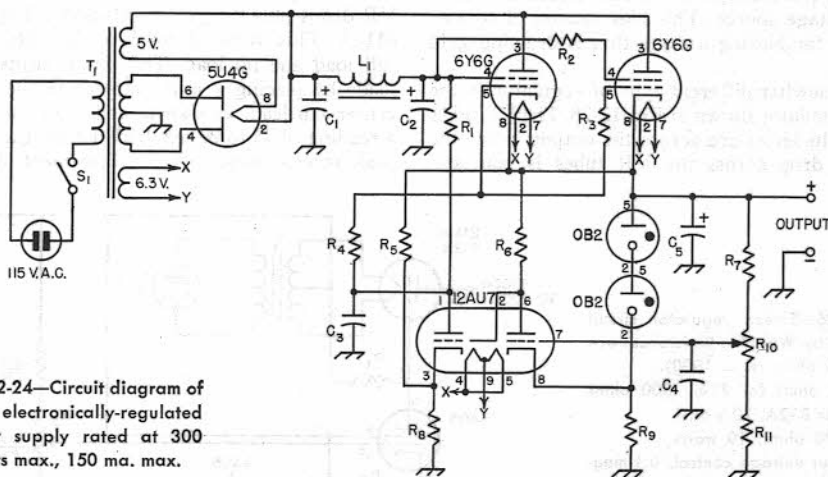 5 V.
T₁
5U4G
6
8
4
2
L₁
C₁
+
C₂
+
3
6Y6G
R₂
3
6Y6G
4
5
8
2
X
Y
4
5
8
2
7
X
Y
R₁
R₃
S₁
6.3 V.
X
Y
115 V. A.C.
R₄
R₅
R₆
5
OB2
2
5
OB2
2
C₅
+
+
OUTPUT
-
R₇
R₁₀
R₁₁
C₃
1
12AU7
2
6
7
3
4
9
5
8
X
Y
C₄
R₈
R₉
2-24—Circuit diagram of
electronically-regulated
supply rated at 300
max., 150 ma. max.